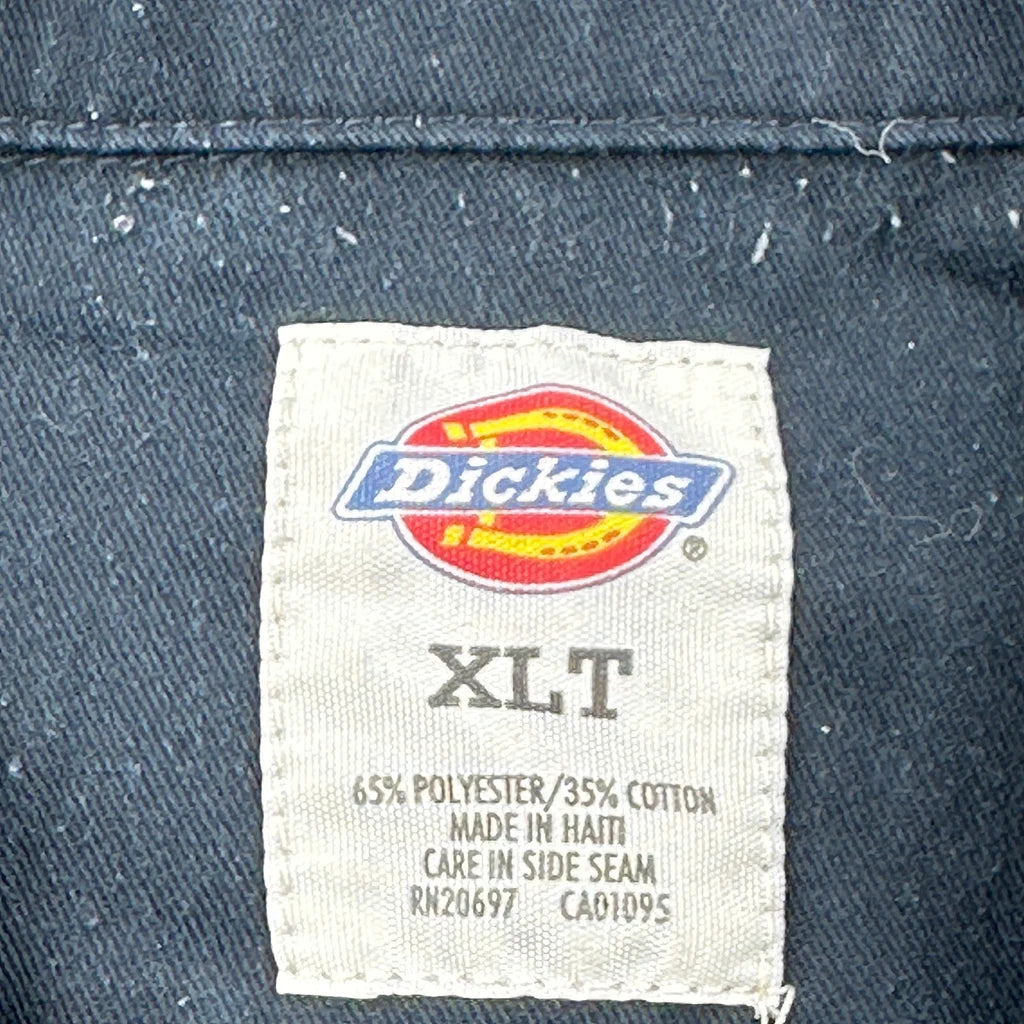 Dickies
®
XLT
65% POLYESTER/35% COTTON
MADE IN HAITI
CARE IN SIDE SEAM
RN20697 CA01095